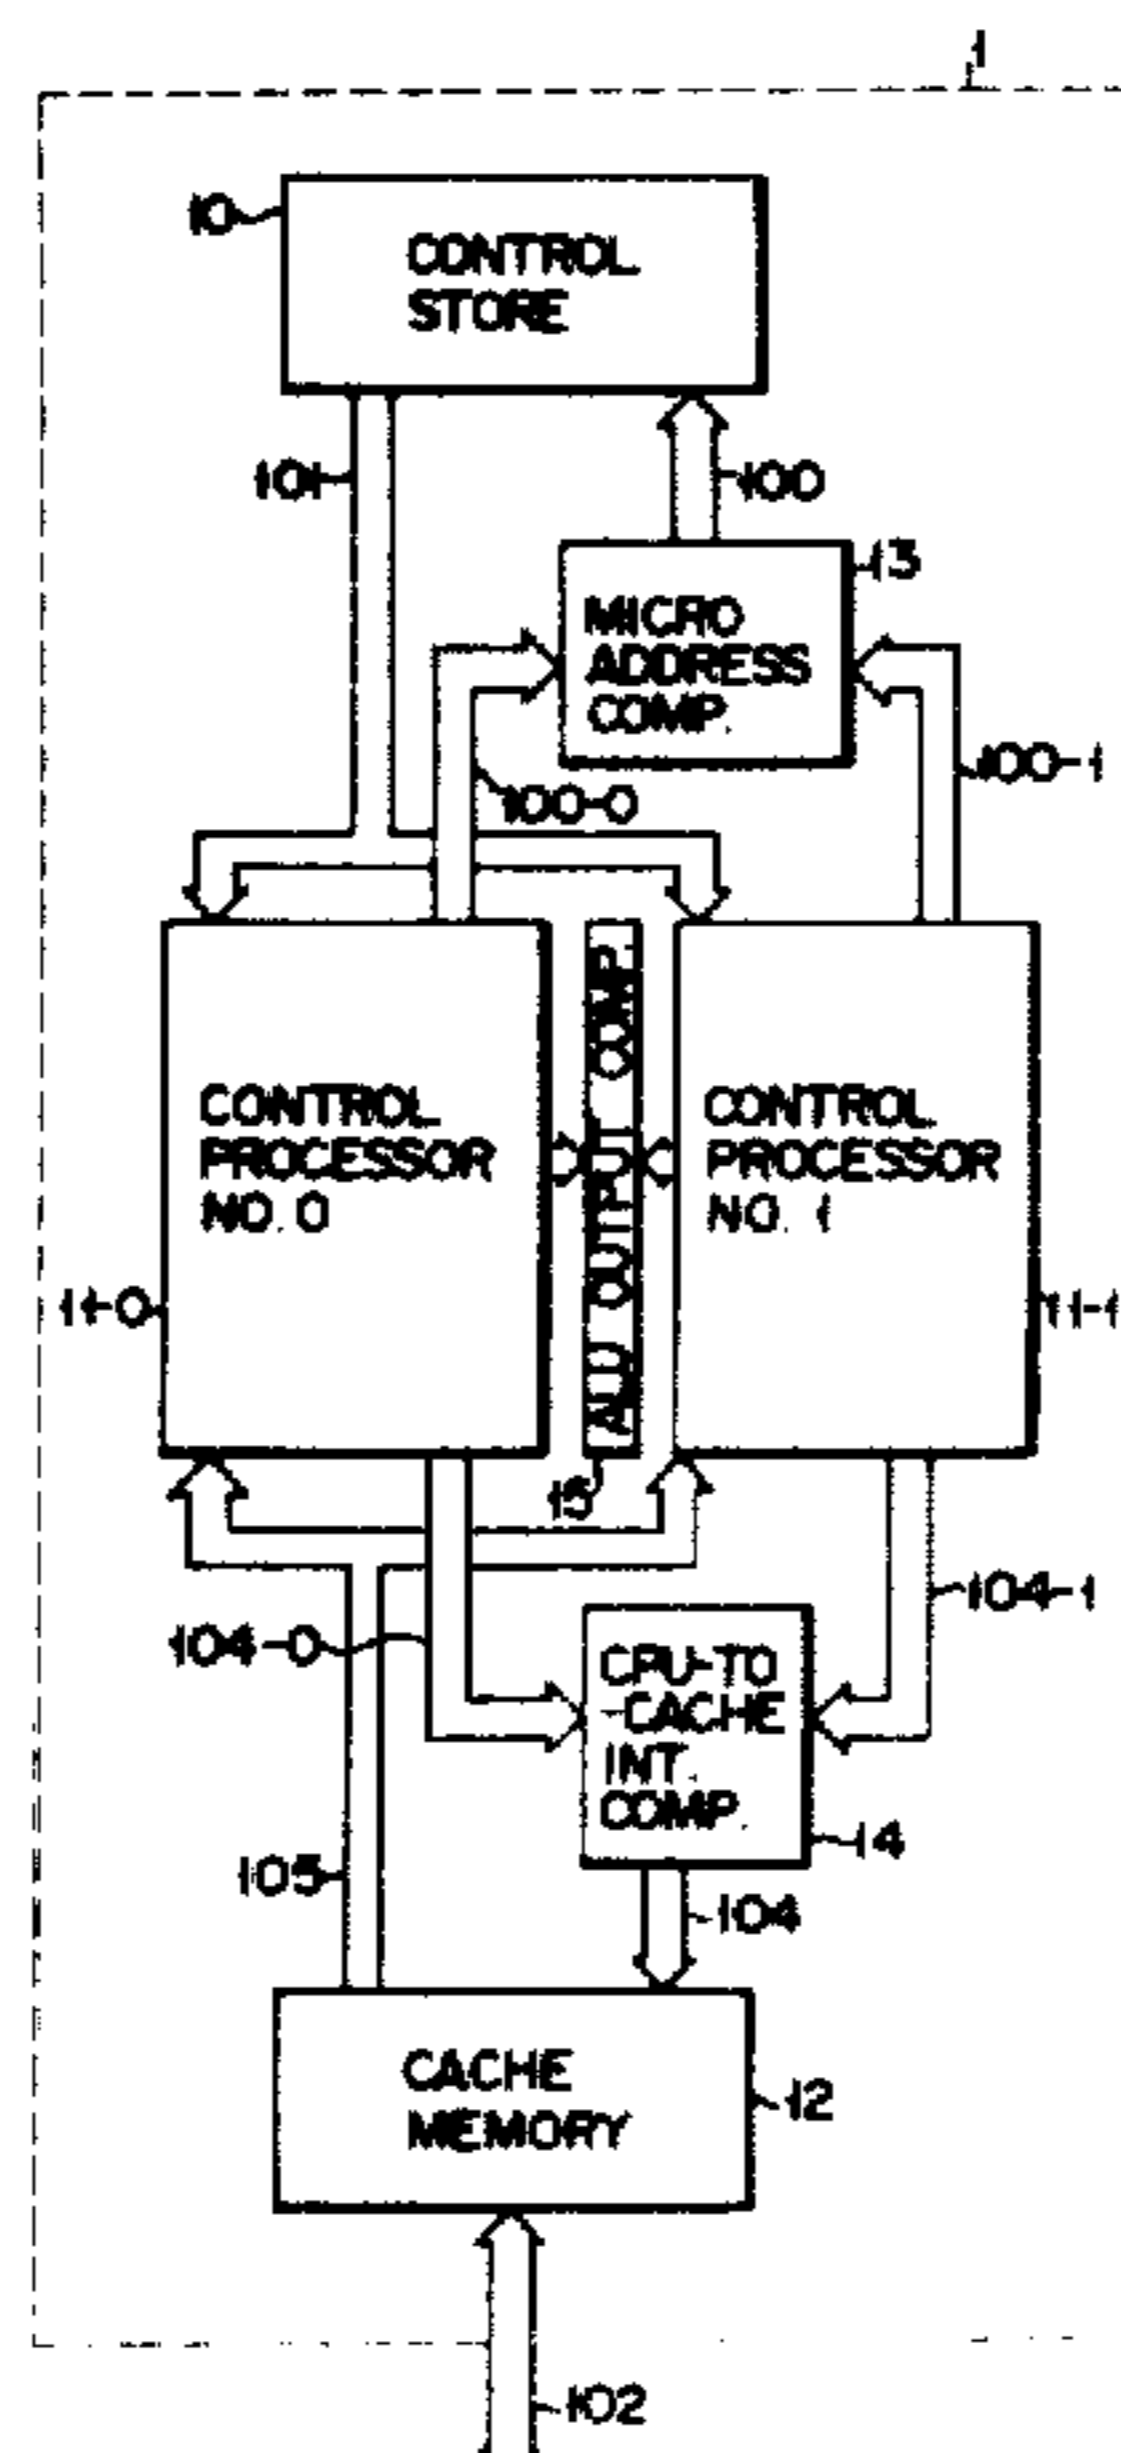 1
10
CONTROL
STORE
101
100
13
MICRO
ADDRESS
COMP.
100-1
100-0
CONTROL
PROCESSOR
NO. 0
ALU OUTPUT COMP.
CONTROL
PROCESSOR
NO. 1
11-0
11-1
15
104-1
104-0
CPU-TO
-CACHE
INT.
COMP.
14
104
CACHE
MEMORY
12
102